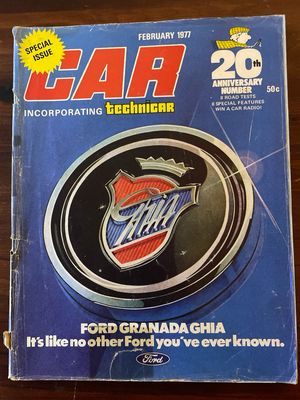 SPECIAL
ISSUE
FEBRUARY 1977
CAR
INCORPORATING technicar
20th
ANNIVERSARY
NUMBER
8 ROAD TESTS
8 SPECIAL FEATURES
WIN A CAR RADIO!
50c
Ghia
FORD GRANADA GHIA
It's like no other Ford you've ever known.
Ford